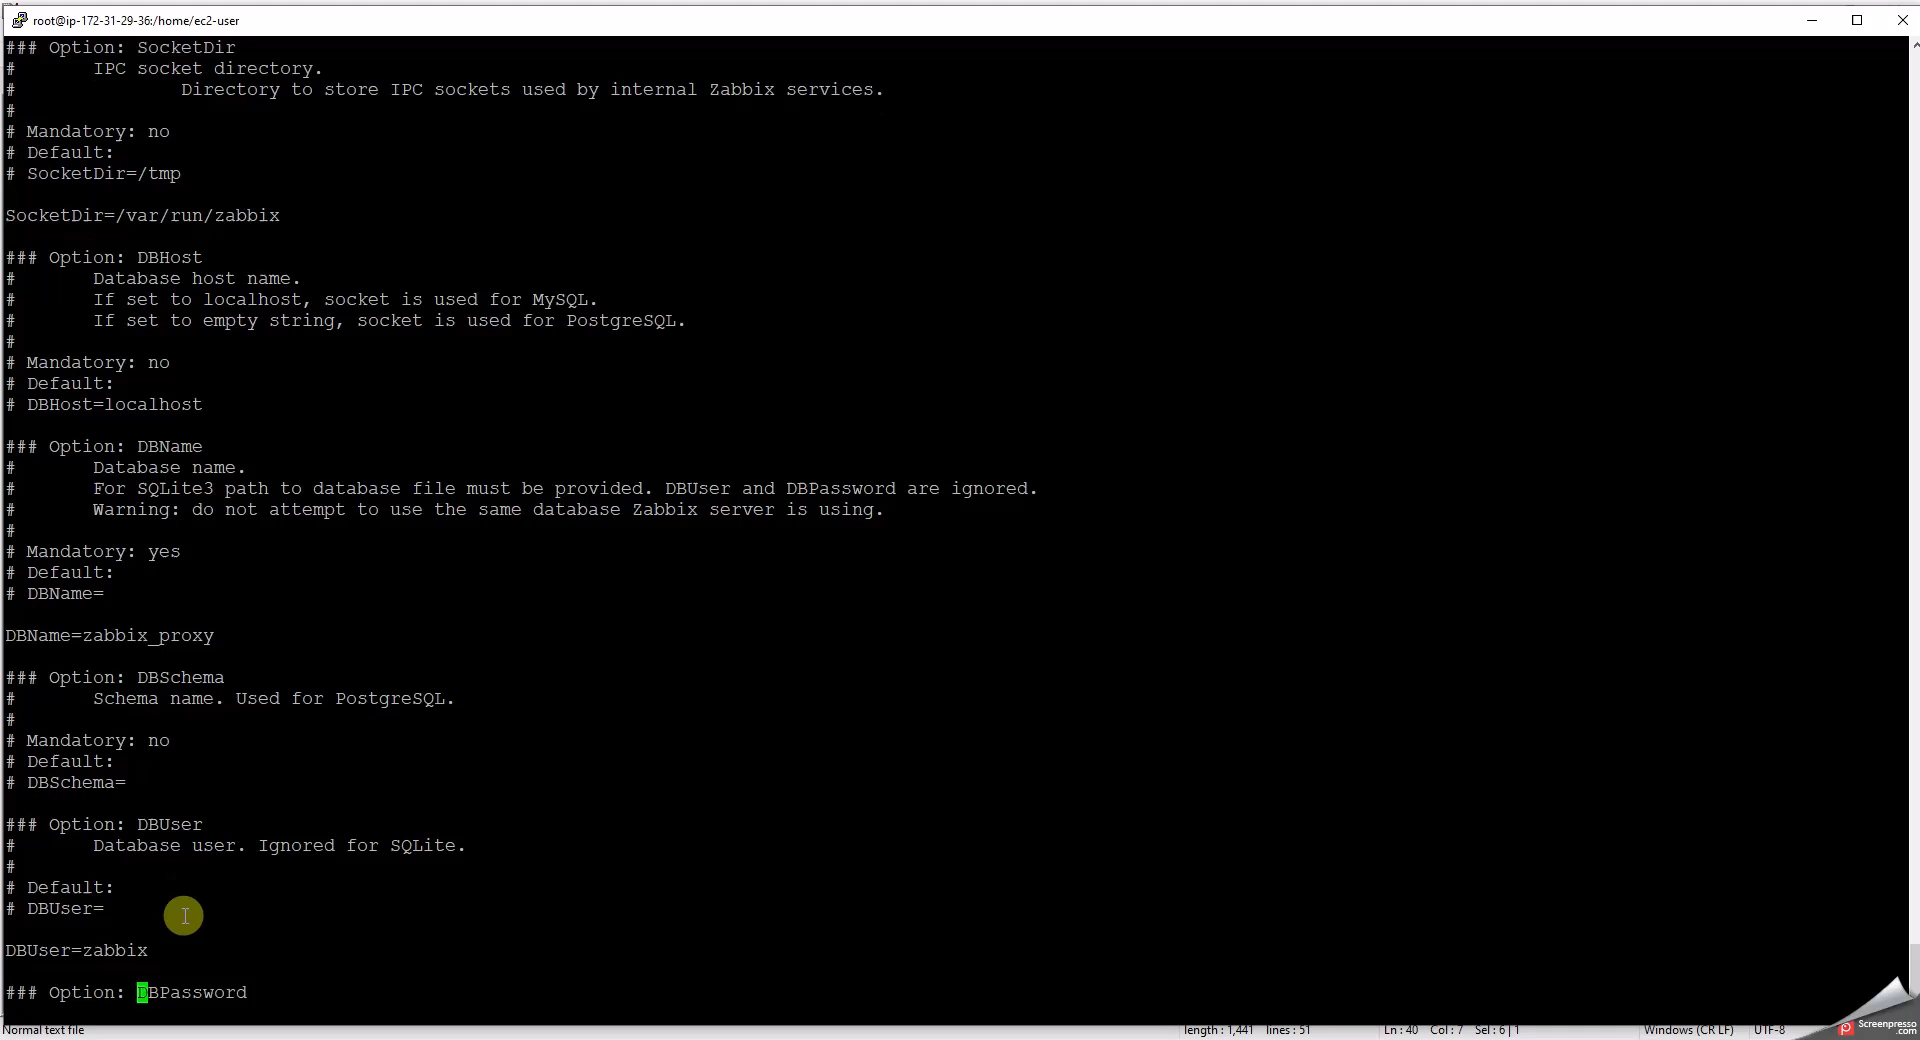 root@ip-172-31-29-36:/home/ec2-user
### Option: SocketDir
#       IPC socket directory.
#               Directory to store IPC sockets used by internal Zabbix services.
#
# Mandatory: no
# Default:
# SocketDir=/tmp
SocketDir=/var/run/zabbix
### Option: DBHost
#       Database host name.
#       If set to localhost, socket is used for MySQL.
#       If set to empty string, socket is used for PostgreSQL.
#
# Mandatory: no
# Default:
# DBHost=localhost
### Option: DBName
#       Database name.
#       For SQLite3 path to database file must be provided. DBUser and DBPassword are ignored.
#       Warning: do not attempt to use the same database Zabbix server is using.
#
# Mandatory: yes
# Default:
# DBName=
DBName=zabbix_proxy
### Option: DBSchema
#       Schema name. Used for PostgreSQL.
#
# Mandatory: no
# Default:
# DBSchema=
### Option: DBUser
#       Database user. Ignored for SQLite.
#
# Default:
# DBUser=
DBUser=zabbix
### Option: DBPassword
Normal text file length : 1,441 lines : 51 Ln : 40 Col : 7 Sel : 6 | 1 Windows (CR LF) UTF-8
Screenpresso
.com